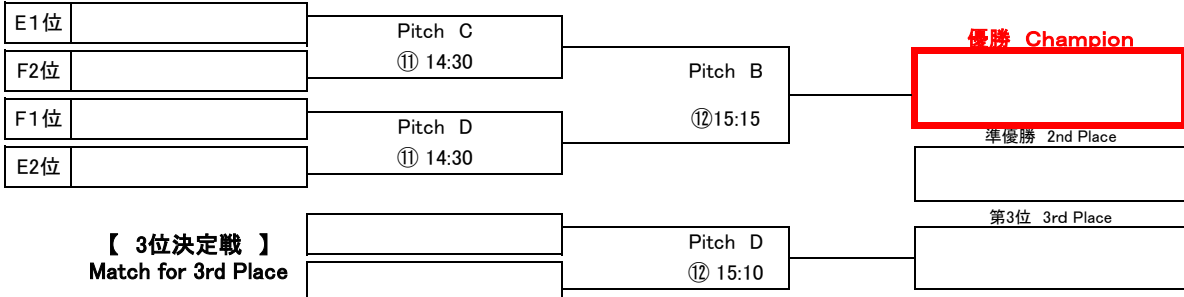 E1位
Pitch C
⑪ 14:30
F2位
F1位
Pitch D
⑪ 14:30
E2位
Pitch B
⑫15:15
優勝 Champion
準優勝 2nd Place
第3位 3rd Place
【 3位決定戦 】
Match for 3rd Place
Pitch D
⑫ 15:10